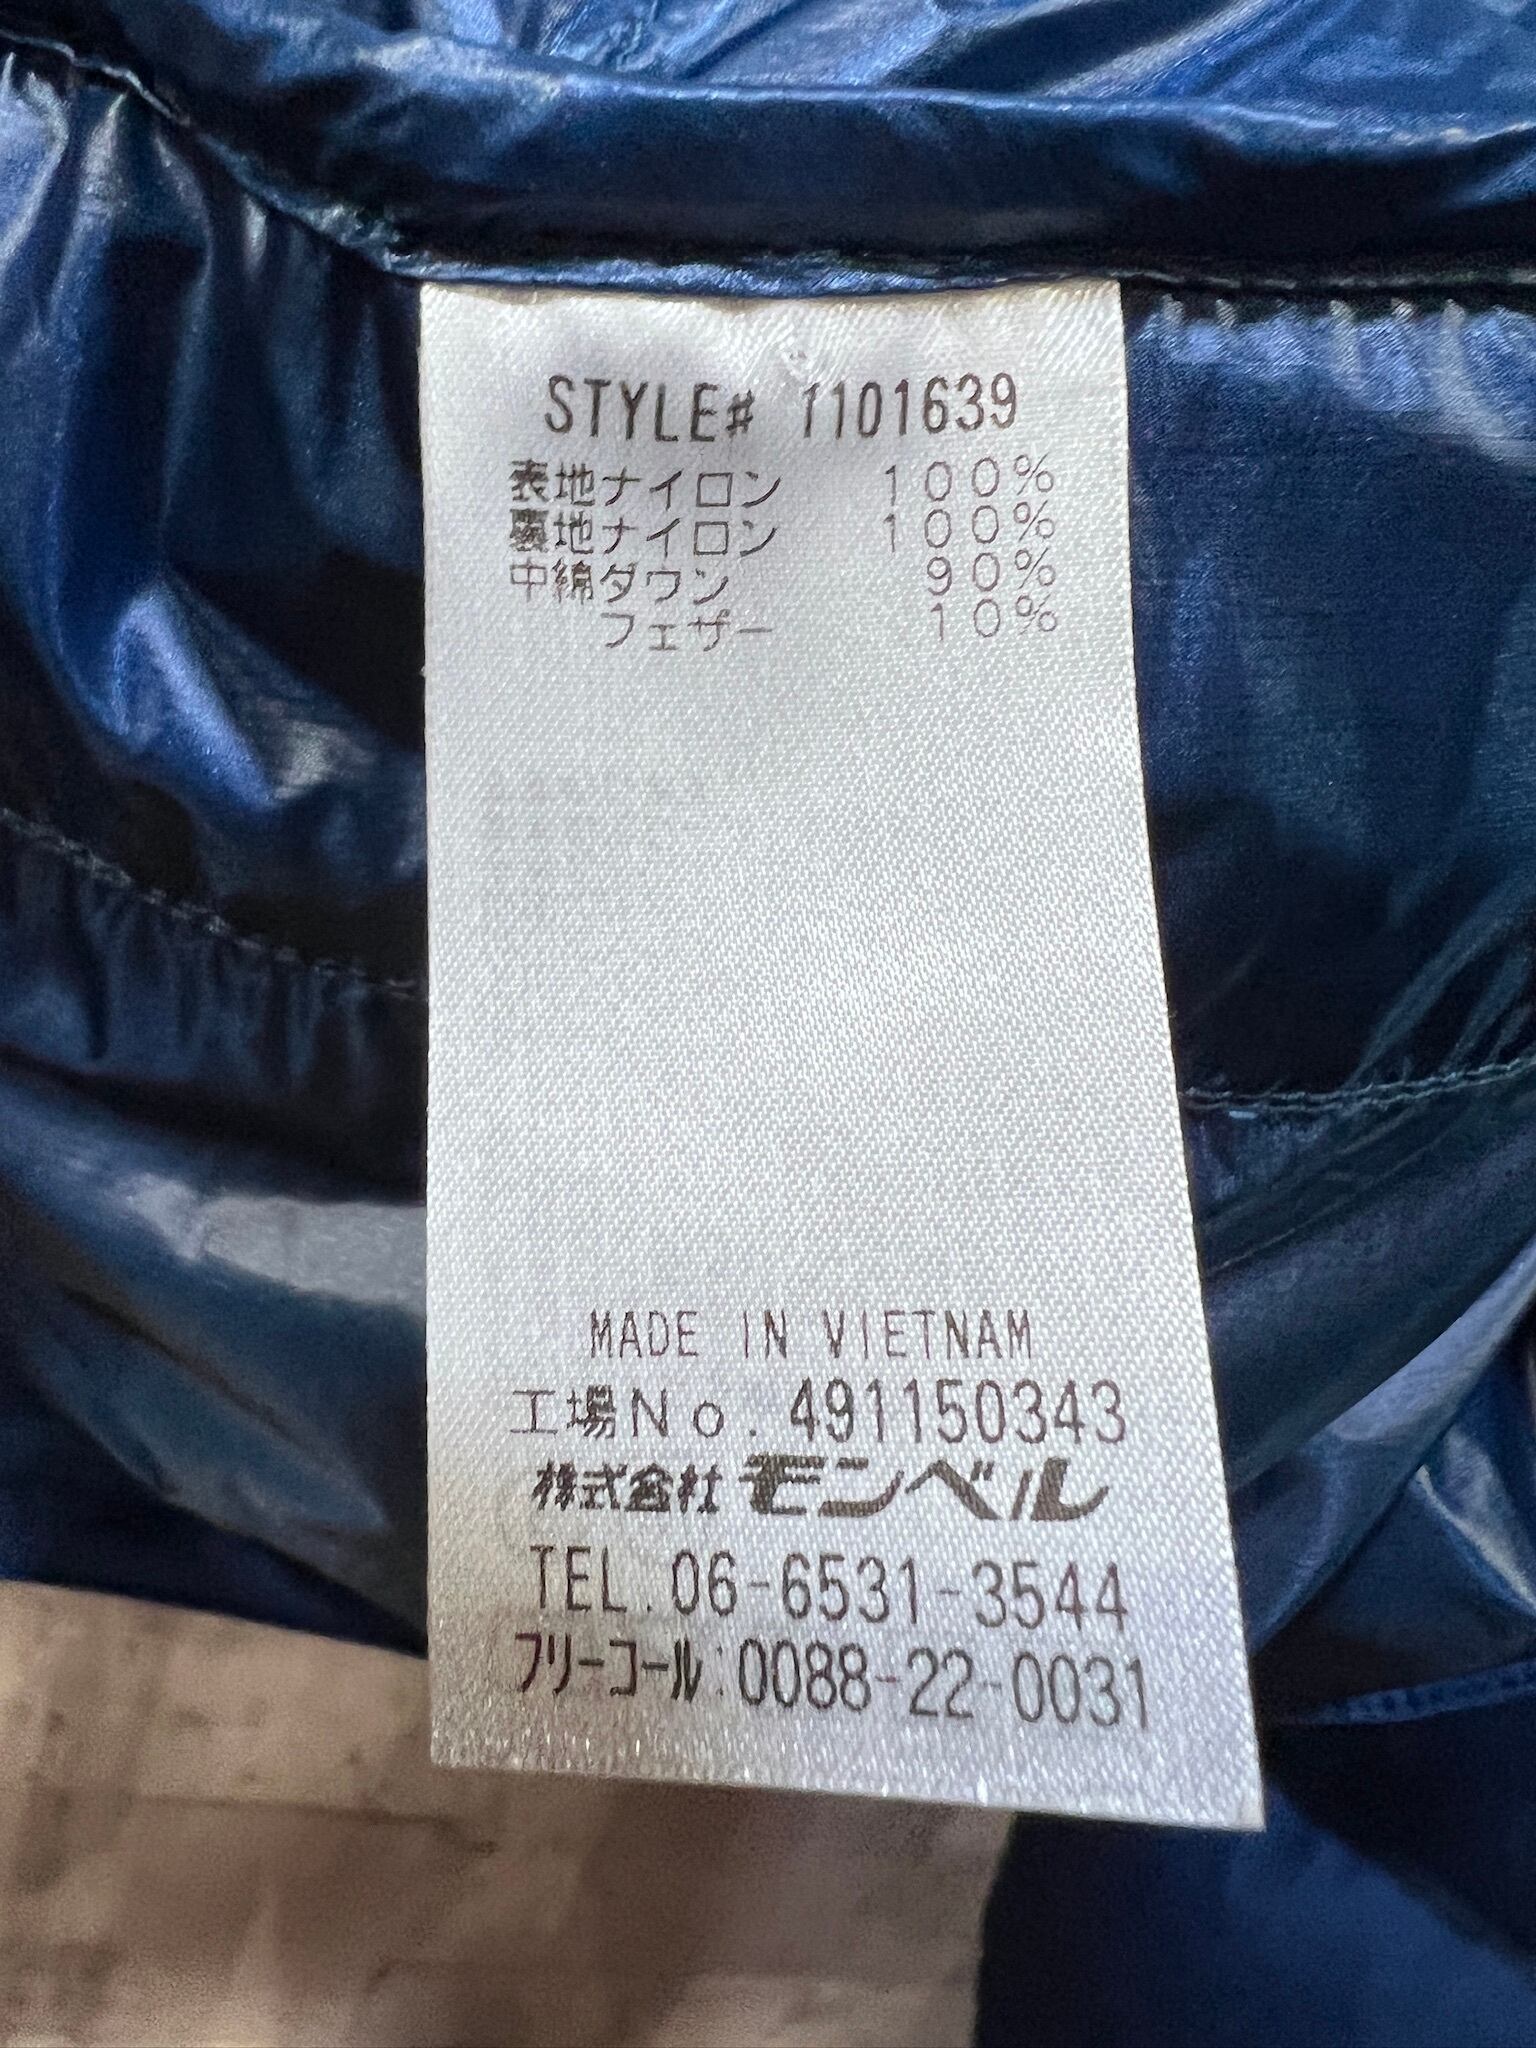 STYLE# 1101639
表地ナイロン 100%
裏地ナイロン 100%
中綿ダウン 90%
フェザー 10%
MADE IN VIETNAM
工場No. 491150343
株式会社モンベル
TEL. 06-6531-3544
フリーコール:0088-22-0031